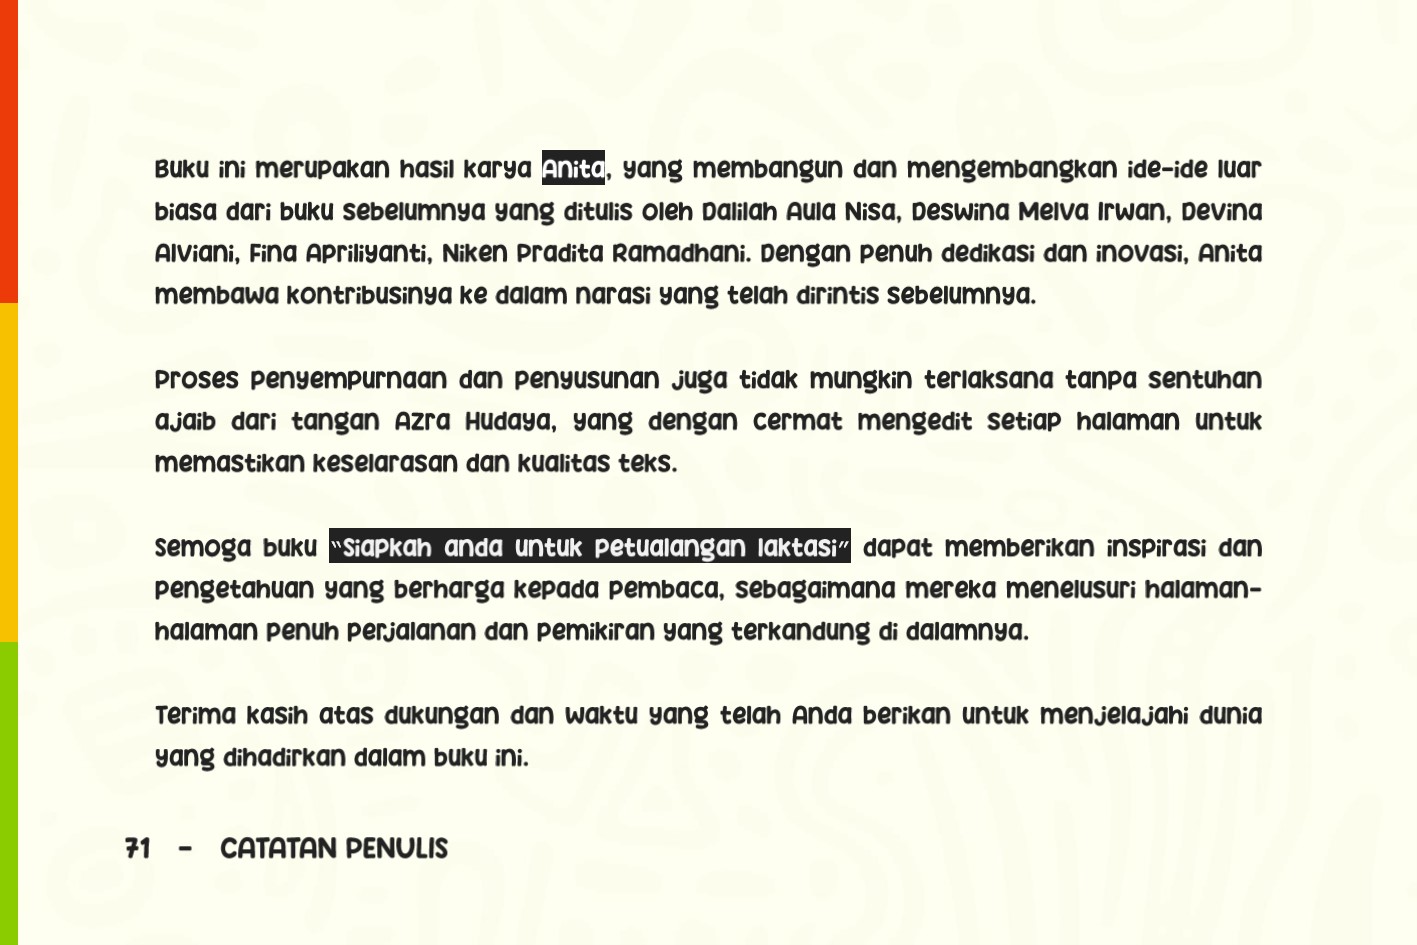 Buku ini merupakan hasil karya Anita, yang membangun dan mengembangkan ide-ide luar
biasa dari buku sebelumnya yang ditulis oleh Dalilah Aula Nisa, Deswina Melva Irwan, Devina
Alviani, Fina Apriliyanti, Niken Pradita Ramadhani. Dengan penuh dedikasi dan inovasi, Anita
membawa kontribusinya ke dalam narasi yang telah dirintis sebelumnya.
Proses penyempurnaan dan penyusunan juga tidak mungkin terlaksana tanpa sentuhan
ajaib dari tangan Azra Hudaya, yang dengan cermat mengedit setiap halaman untuk
memastikan keselarasan dan kualitas teks.
Semoga buku "Siapkah anda untuk petualangan laktasi" dapat memberikan inspirasi dan
pengetahuan yang berharga kepada pembaca, sebagaimana mereka menelusuri halaman-
halaman penuh perjalanan dan pemikiran yang terkandung di dalamnya.
Terima kasih atas dukungan dan waktu yang telah Anda berikan untuk menjelajahi dunia
yang dihadirkan dalam buku ini.
71 - CATATAN PENULIS